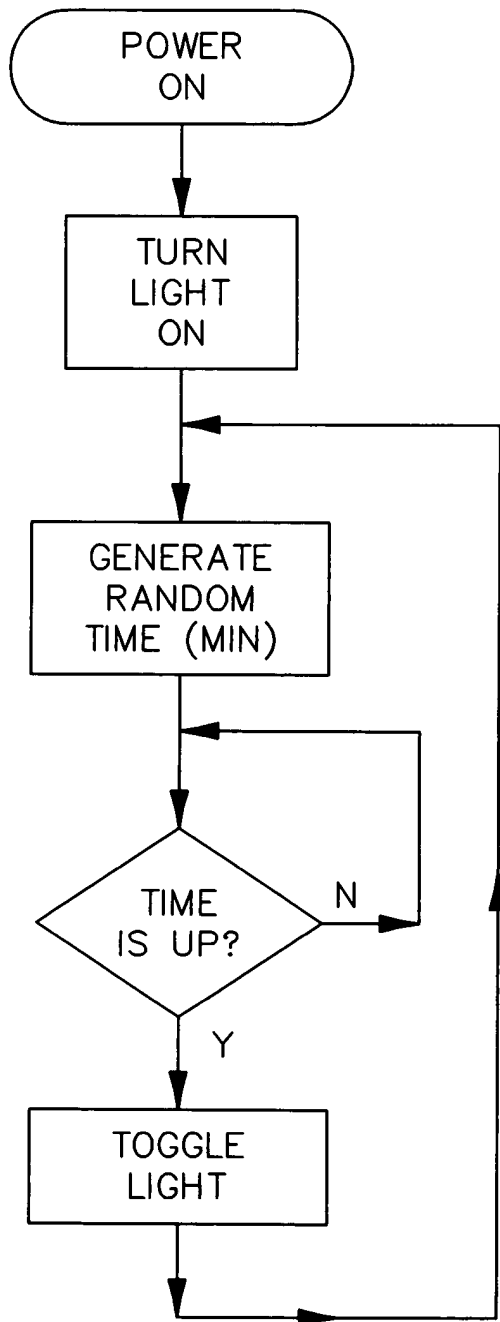 POWER
ON
TURN
LIGHT
ON
GENERATE
RANDOM
TIME (MIN)
TIME
IS UP?
N
Y
TOGGLE
LIGHT